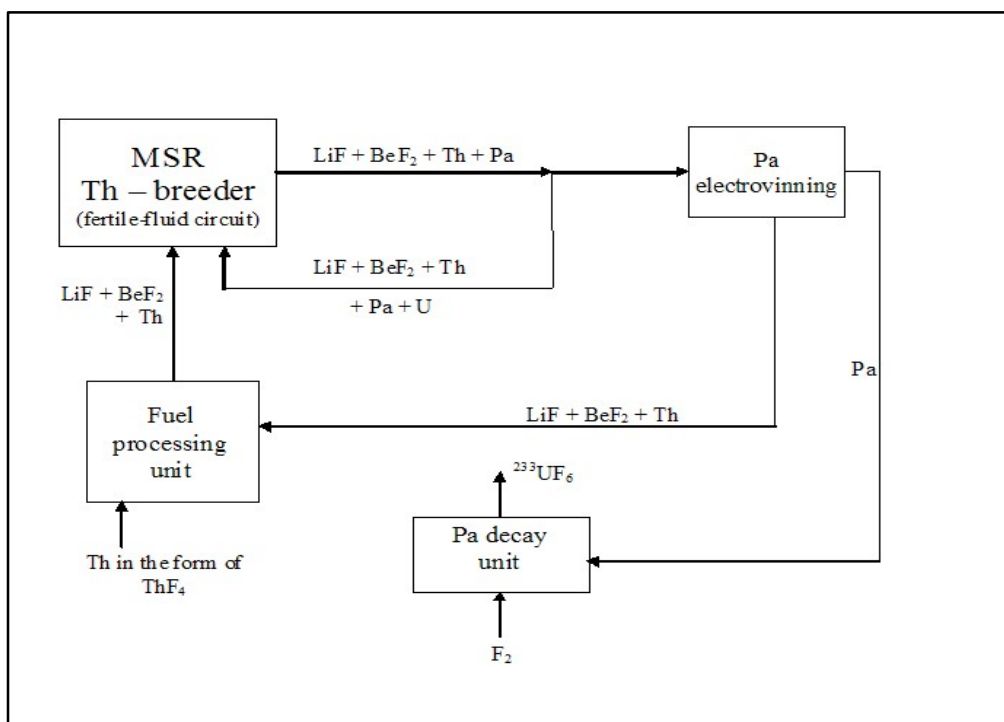 MSR
Th – breeder
(fertile-fluid circuit)
LiF + BeF₂ + Th + Pa
Pa
electrovinning
LiF + BeF₂ + Th
+ Pa + U
LiF + BeF₂
+ Th
Pa
Fuel
processing
unit
LiF + BeF₂ + Th
²³³UF₆
Pa decay
unit
Th in the form of
ThF₄
F₂